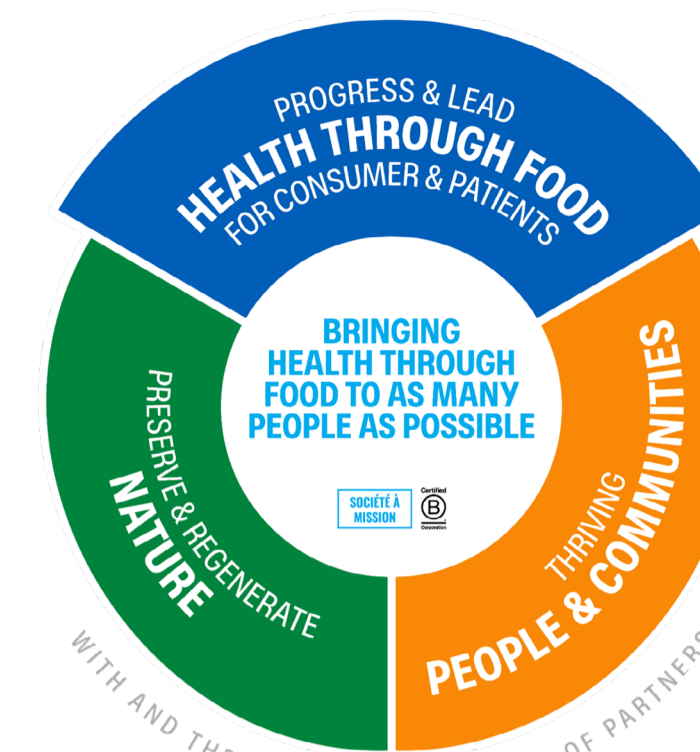 PROGRESS & LEAD
HEALTH THROUGH FOOD
FOR CONSUMER & PATIENTS
BRINGING
HEALTH THROUGH
FOOD TO AS MANY
PEOPLE AS POSSIBLE
SOCIÉTÉ À
MISSION
Certified
B
Corporation
PRESERVE & REGENERATE
NATURE
THRIVING
PEOPLE & COMMUNITIES
WITH AND
OF PARTNERS